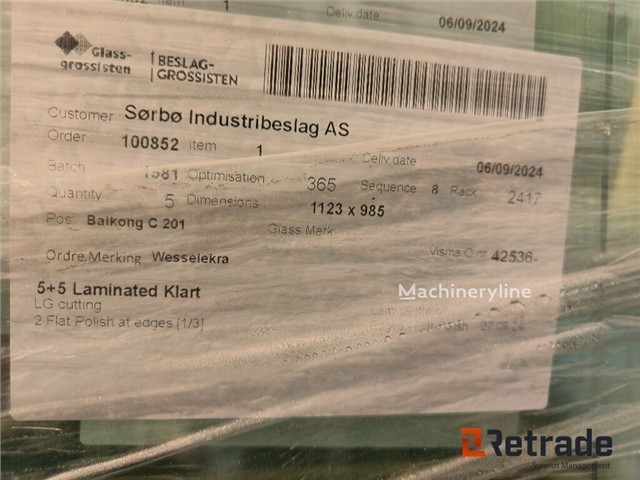 1
Deliv.date :
06/09/2024
Glass-grossisten
BESLAG-GROSSISTEN
Customer Sørbø Industribeslag AS
Order 100852 item : 1
Deliv.date 06/09/2024
Batch 1581 Optimisation 365 Sequence 8 Rack 2417
Quantity 5 Dimensions 1123 x 985
Pos. Balkong C 201
Glass Merk:
Ordre Merking Wesselekra
Visma O.nr 42536-
5+5 Laminated Klart
LG cutting
2 Flat Polish at edges [1/3]
Machineryline
Retrade
Surplus Management